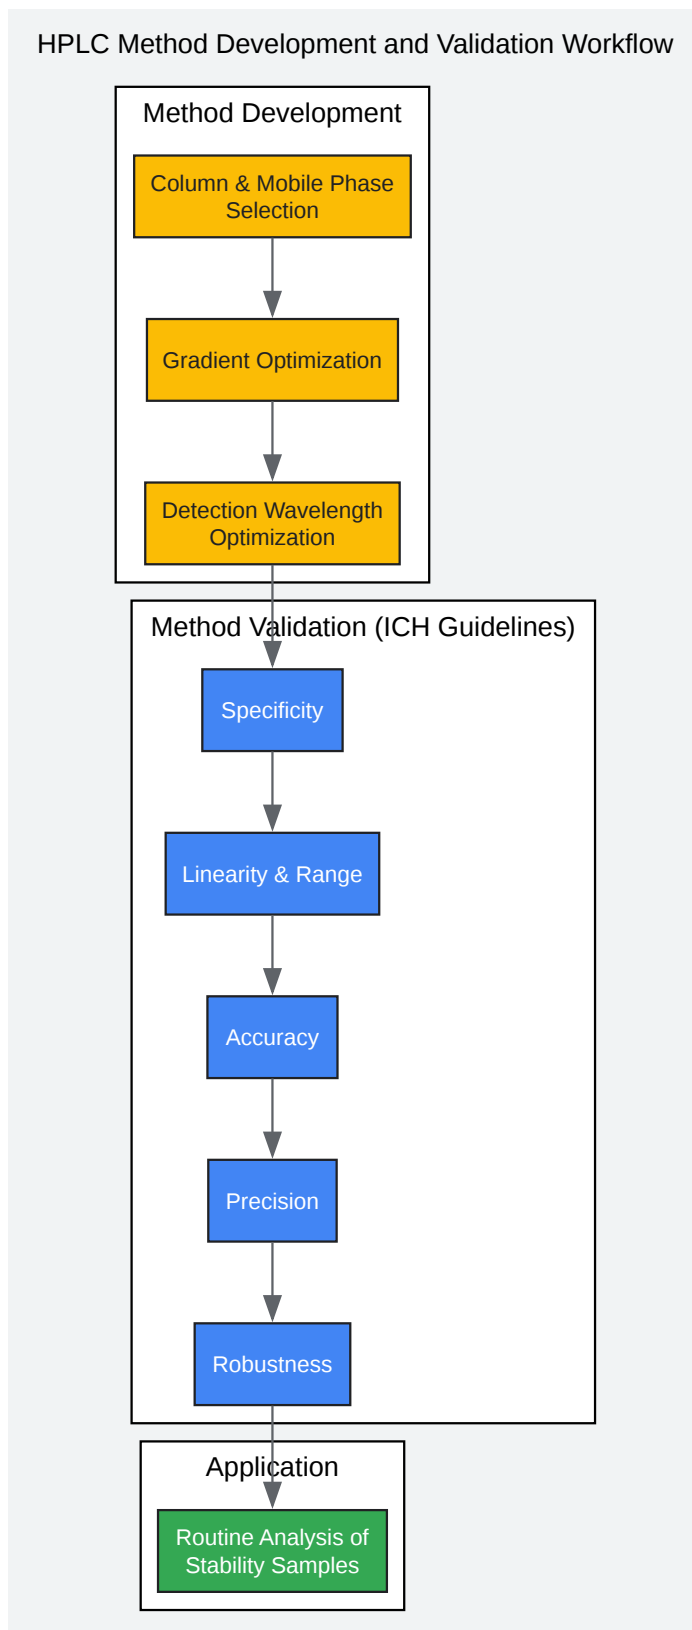 HPLC Method Development and Validation Workflow
Method Development
Column & Mobile Phase
Selection
Gradient Optimization
Detection Wavelength
Optimization
Method Validation (ICH Guidelines)
Specificity
Linearity & Range
Accuracy
Precision
Robustness
Application
Routine Analysis of
Stability Samples